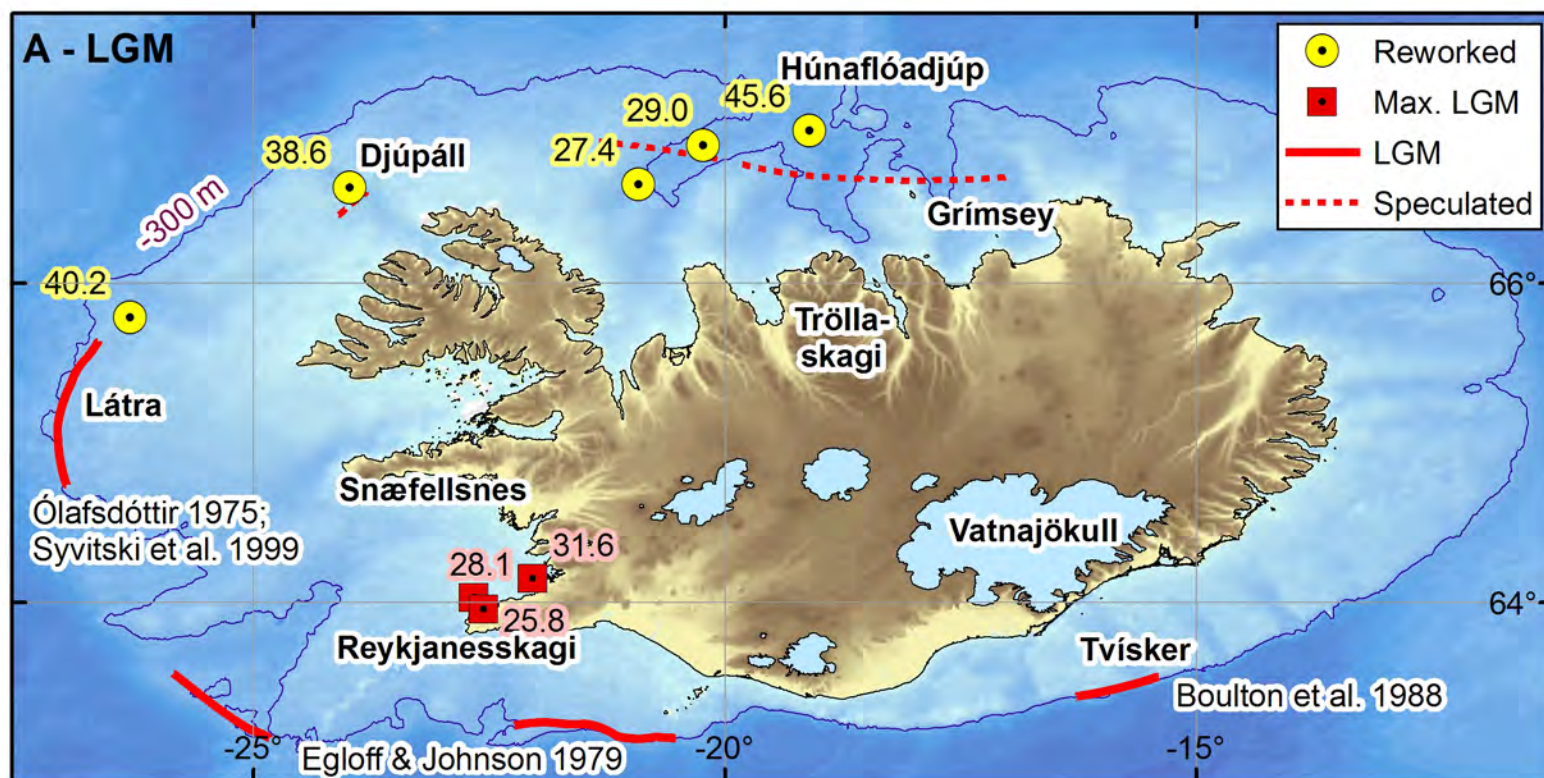 A - LGM
Húnaflóadjúp
Reworked
Max. LGM
LGM
Speculated
45.6
29.0
27.4
38.6
Djúpáll
-300 m
Grímsey
40.2
66°
Trölla-
skagi
Látra
Snæfellsnes
Ólafsdóttir 1975;
Syvitski et al. 1999
Vatnajökull
31.6
28.1
25.8
64°
Reykjanesskagi
Tvísker
Boulton et al. 1988
-25°
-20°
-15°
Egloff & Johnson 1979